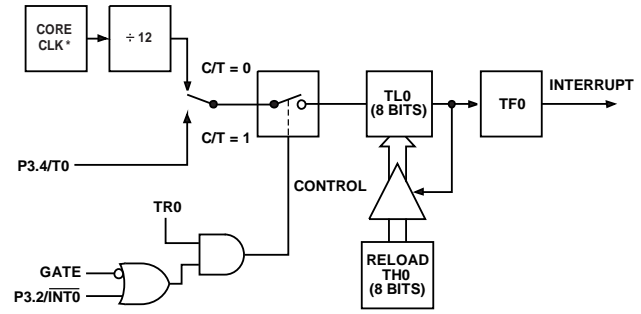 CORE
CLK*
÷ 12
C/T = 0
C/T = 1
P3.4/T0
TL0
(8 BITS)
TF0
INTERRUPT
CONTROL
TR0
GATE
P3.2/INT0
RELOAD
TH0
(8 BITS)